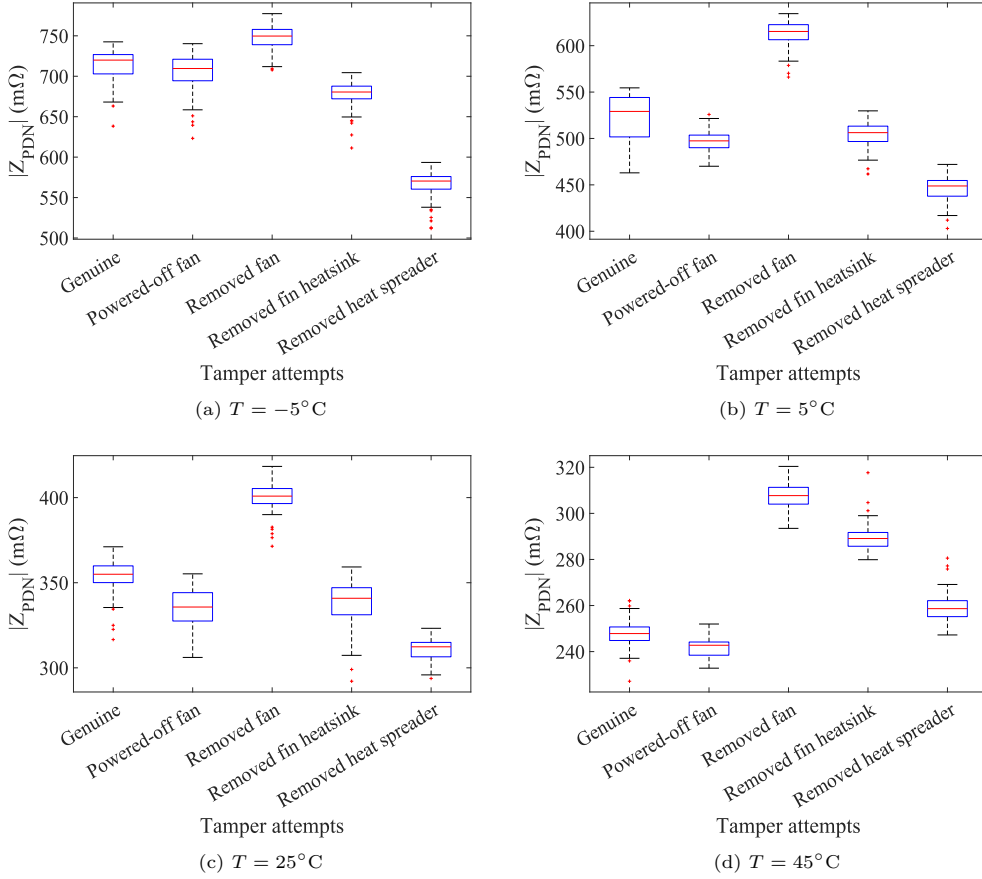 750
700
650
600
550
500
|Z_PDN| (mΩ)
Genuine
Powered-off fan
Removed fan
Removed fin heatsink
Removed heat spreader
Tamper attempts
(a) T = −5°C
600
550
500
450
400
|Z_PDN| (mΩ)
Genuine
Powered-off fan
Removed fan
Removed fin heatsink
Removed heat spreader
Tamper attempts
(b) T = 5°C
400
350
300
|Z_PDN| (mΩ)
Genuine
Powered-off fan
Removed fan
Removed fin heatsink
Removed heat spreader
Tamper attempts
(c) T = 25°C
320
300
280
260
240
|Z_PDN| (mΩ)
Genuine
Powered-off fan
Removed fan
Removed fin heatsink
Removed heat spreader
Tamper attempts
(d) T = 45°C